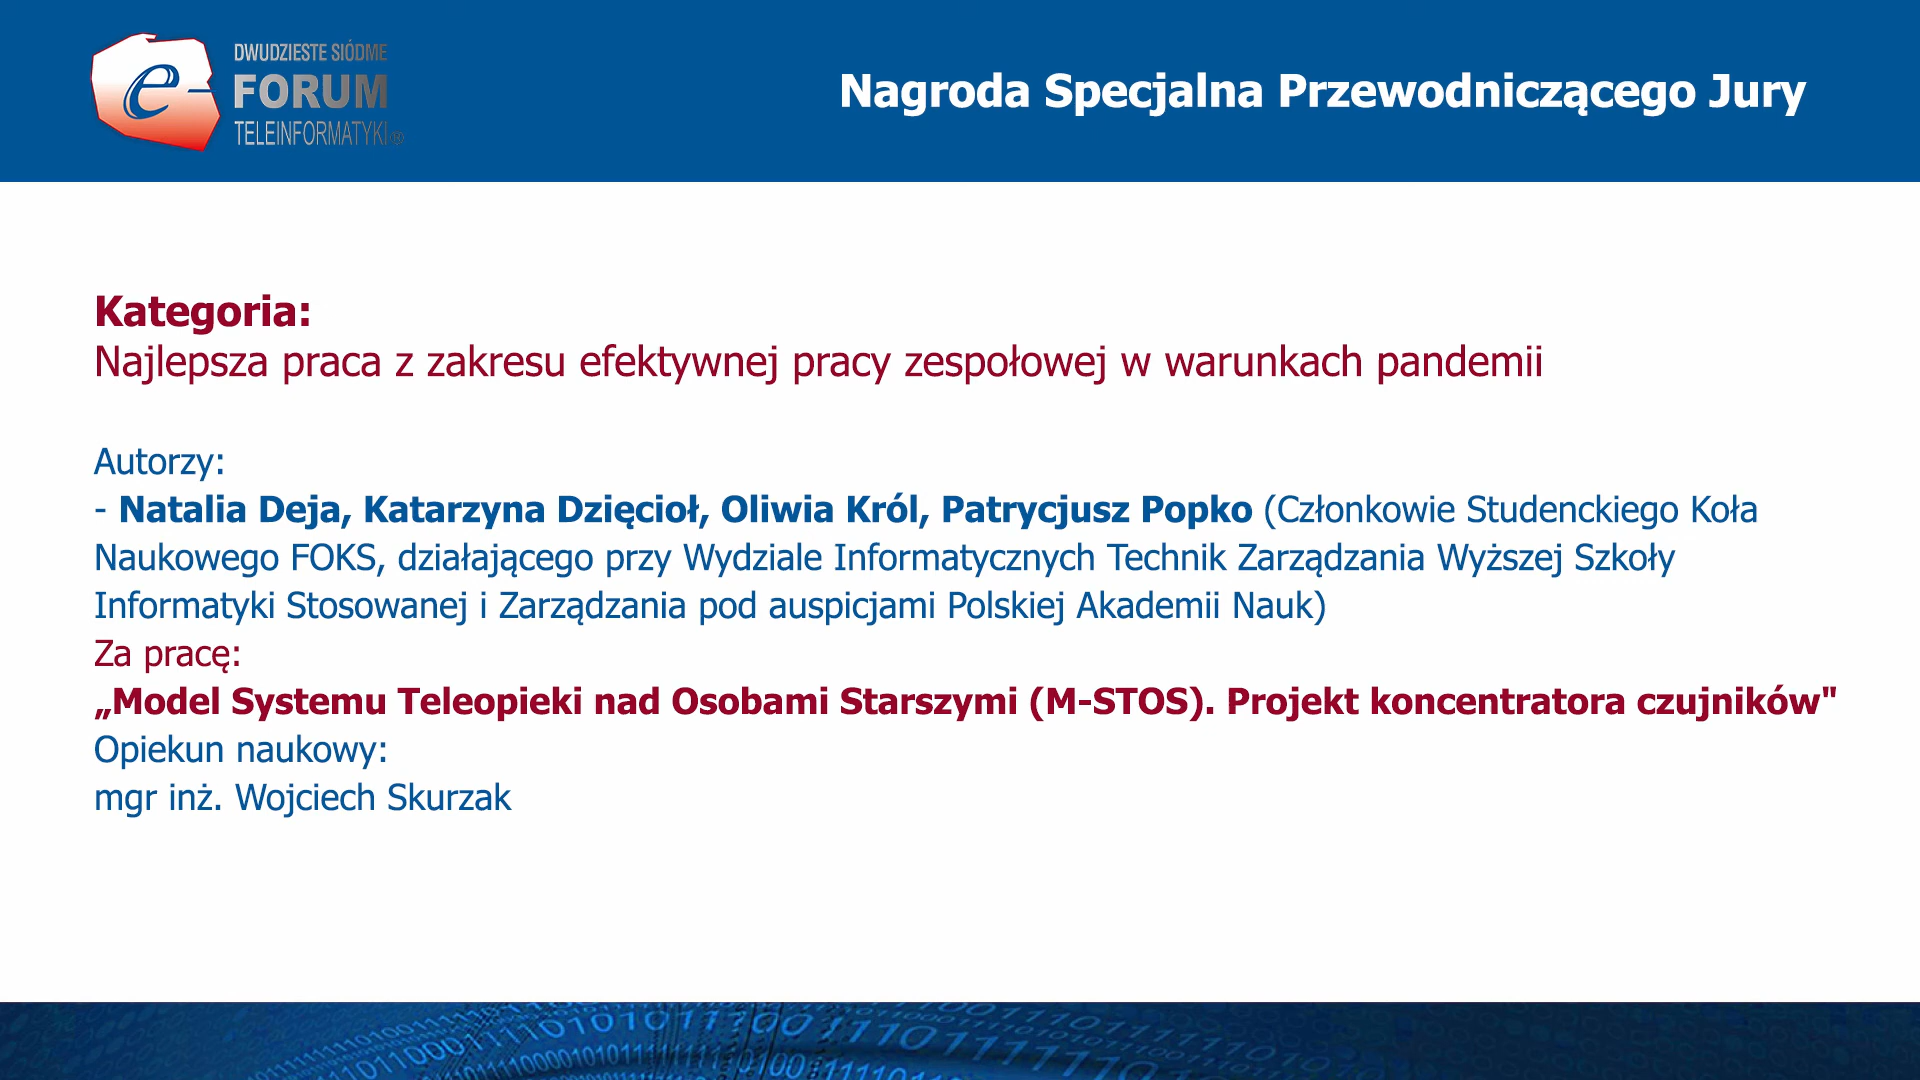 DWUDZIESTE SIÓDME
e-
FORUM
TELEINFORMATYKI®
Nagroda Specjalna Przewodniczącego Jury
Kategoria:
Najlepsza praca z zakresu efektywnej pracy zespołowej w warunkach pandemii
Autorzy:
- Natalia Deja, Katarzyna Dzięcioł, Oliwia Król, Patrycjusz Popko (Członkowie Studenckiego Koła
Naukowego FOKS, działającego przy Wydziale Informatycznych Technik Zarządzania Wyższej Szkoły
Informatyki Stosowanej i Zarządzania pod auspicjami Polskiej Akademii Nauk)
Za pracę:
„Model Systemu Teleopieki nad Osobami Starszymi (M-STOS). Projekt koncentratora czujników"
Opiekun naukowy:
mgr inż. Wojciech Skurzak